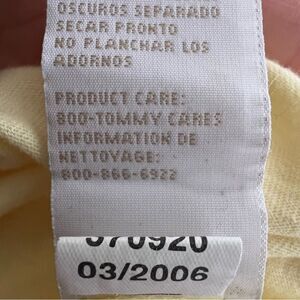 OSCUROS SEPARADO
SECAR PRONTO
NO PLANCHAR LOS
ADORNOS
PRODUCT CARE:
800-TOMMY CARES
INFORMATION DE
NETTOYAGE:
800-866-6922
370920
03/2006